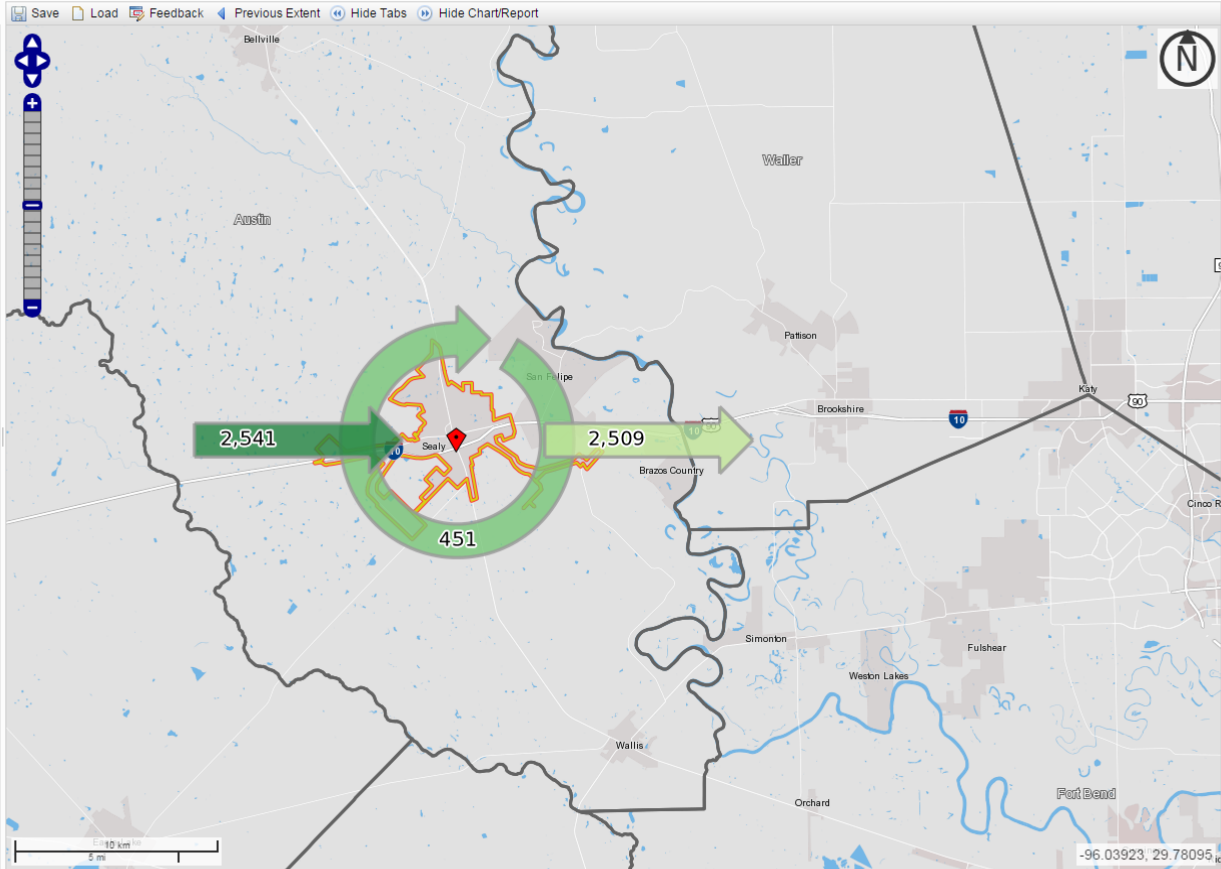 Save Load Feedback Previous Extent Hide Tabs Hide Chart/Report
Bellville
N
Waller
Austin
Pattison
San Felipe
Katy
90
Brookshire
10
2,541
2,509
10
Sealy
10
Brazos Country
Cinco R
451
Simonton
Fulshear
Weston Lakes
Wallis
Fort Bend
Orchard
10 km
5 mi
-96.03923, 29.78095